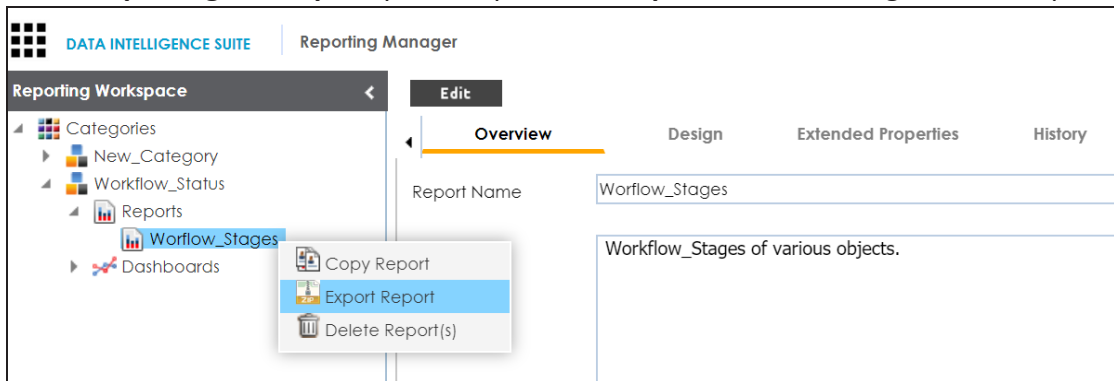 DATA INTELLIGENCE SUITE Reporting Manager
Reporting Workspace
Edit
Categories
New_Category
Workflow_Status
Reports
Worflow_Stages
Dashboards
Copy Report
Export Report
ZIP
Delete Report(s)
Overview Design Extended Properties History
Report Name Worflow_Stages
Workflow_Stages of various objects.